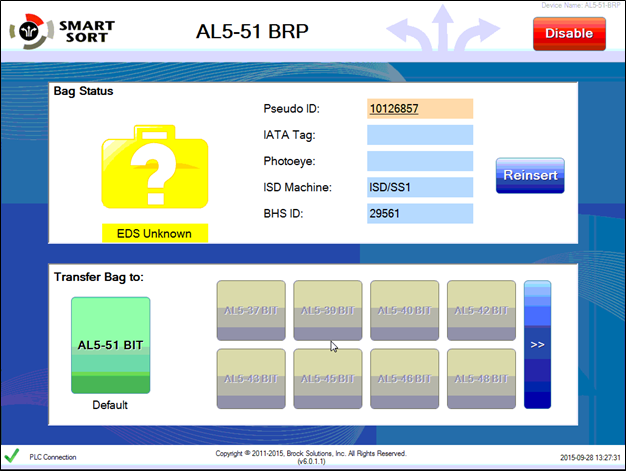 Device Name: AL5-51-BRP
SMART
SORT
AL5-51 BRP
Disable
Bag Status
Pseudo ID: 10126857
IATA Tag:
Photoeye:
ISD Machine: ISD/SS1
Reinsert
BHS ID: 29561
?
EDS Unknown
Transfer Bag to:
AL5-51 BIT
Default
AL5-37 BIT AL5-39 BIT AL5-40 BIT AL5-42 BIT
>>
AL5-43 BIT AL5-45 BIT AL5-46 BIT AL5-48 BIT
PLC Connection
Copyright © 2011-2015, Brock Solutions, Inc. All Rights Reserved.
(v6.0.1.1)
2015-09-28 13:27:31